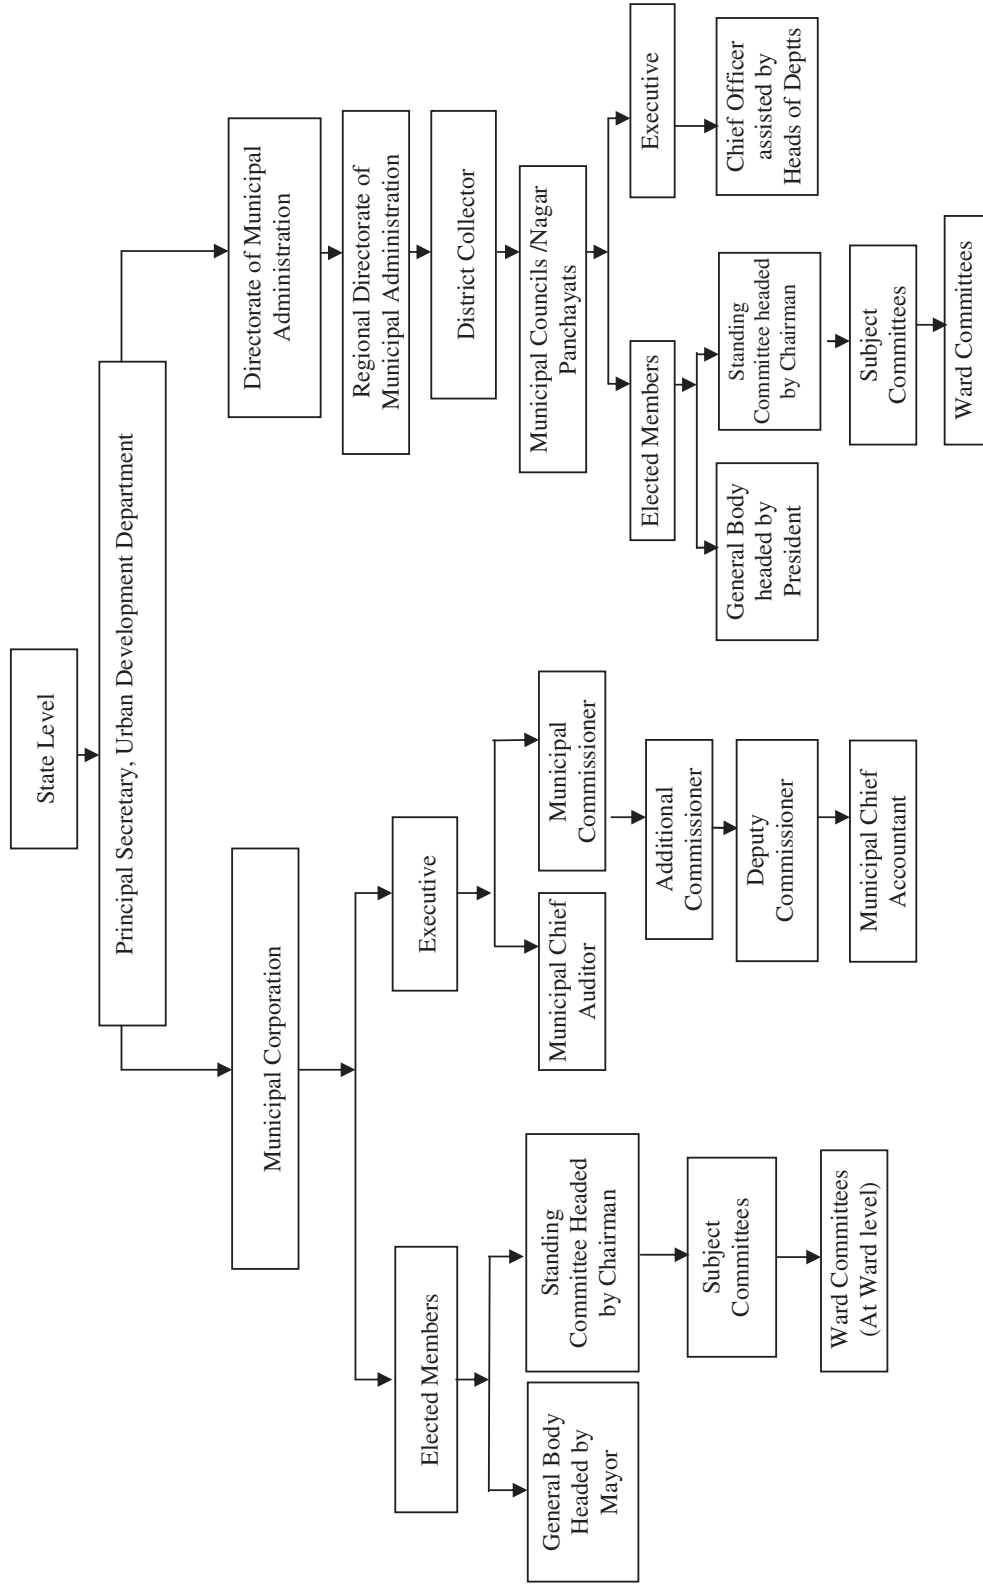 State Level
Principal Secretary, Urban Development Department
Municipal Corporation
Elected Members
General Body
Headed by
Mayor
Standing
Committee Headed
by Chairman
Subject
Committees
Ward Committees
(At Ward level)
Executive
Municipal Chief
Auditor
Municipal
Commissioner
Additional
Commissioner
Deputy
Commissioner
Municipal Chief
Accountant
Directorate of Municipal
Administration
Regional Directorate of
Municipal Administration
District Collector
Municipal Councils /Nagar
Panchayats
Elected Members
General Body
headed by
President
Standing
Committee headed
by Chairman
Subject
Committees
Ward Committees
Executive
Chief Officer
assisted by
Heads of Deptts